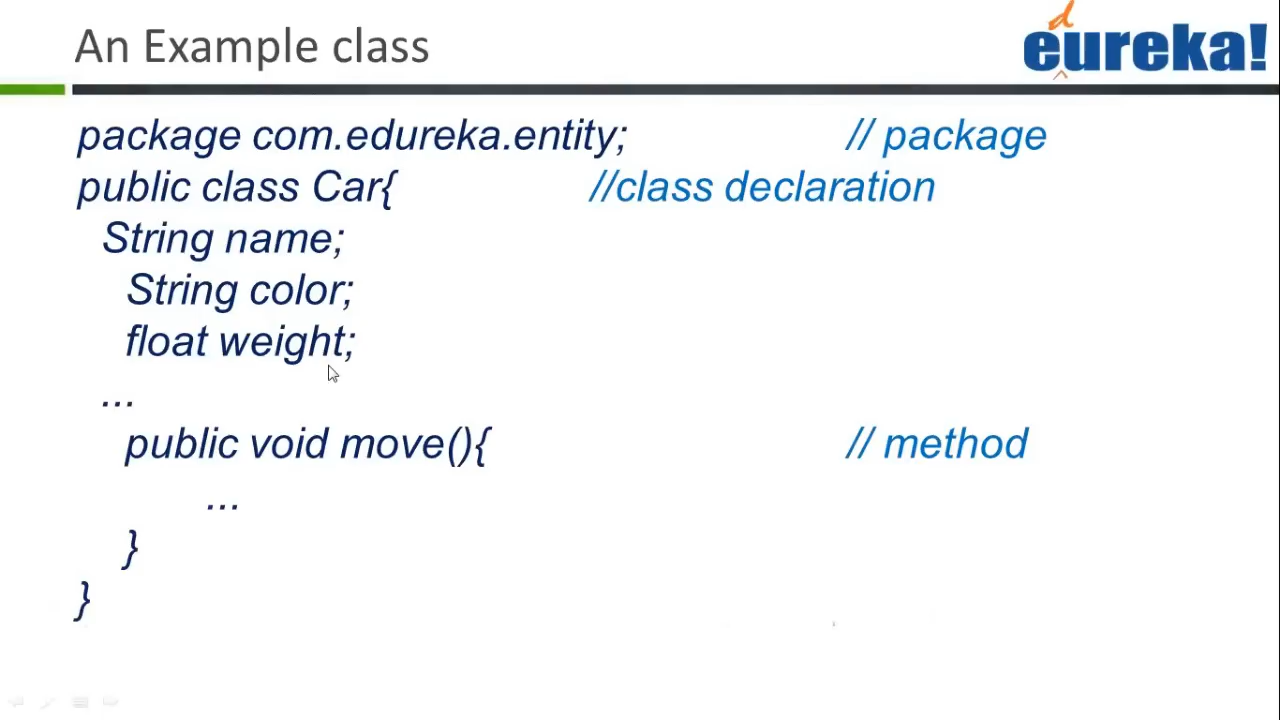 An Example class
edureka!
package com.edureka.entity; // package
public class Car{ //class declaration
String name;
String color;
float weight;
...
public void move(){ // method
...
}
}